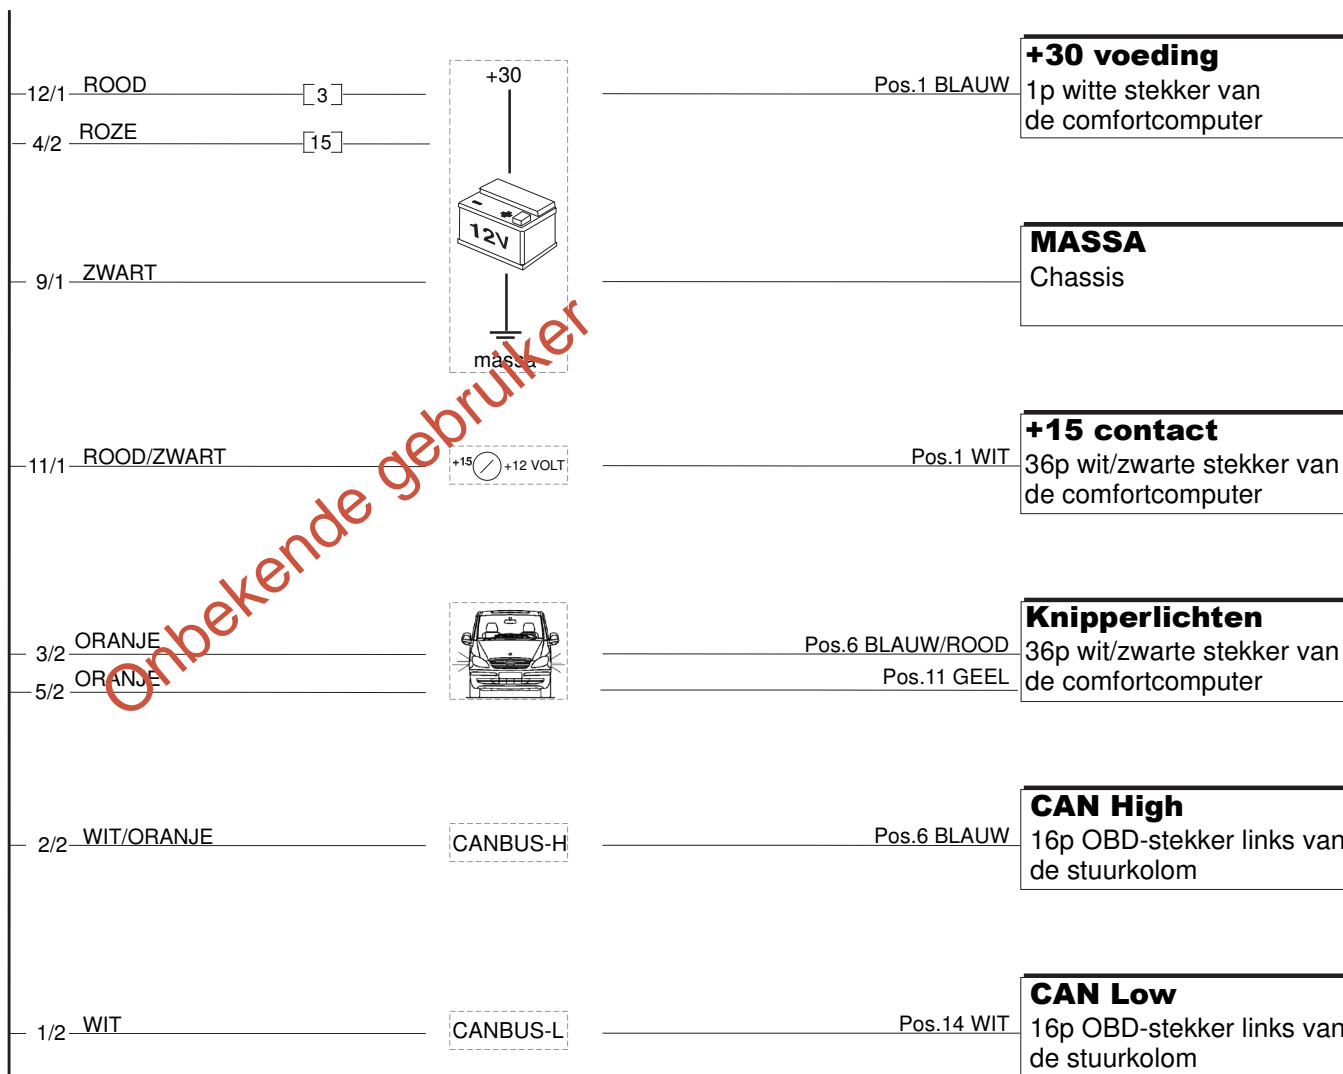 12/1 ROOD [3] +30 Pos.1 BLAUW
+30 voeding
1p witte stekker van
de comfortcomputer
4/2 ROZE [15]
12V
9/1 ZWART
massa
MASSA
Chassis
11/1 ROOD/ZWART +15 +12 VOLT Pos.1 WIT
+15 contact
36p wit/zwarte stekker van
de comfortcomputer
3/2 ORANJE Pos.6 BLAUW/ROOD
5/2 ORANJE Pos.11 GEEL
Knipperlichten
36p wit/zwarte stekker van
de comfortcomputer
2/2 WIT/ORANJE CANBUS-H Pos.6 BLAUW
CAN High
16p OBD-stekker links van
de stuurkolom
1/2 WIT CANBUS-L Pos.14 WIT
CAN Low
16p OBD-stekker links van
de stuurkolom
Onbekende gebruiker